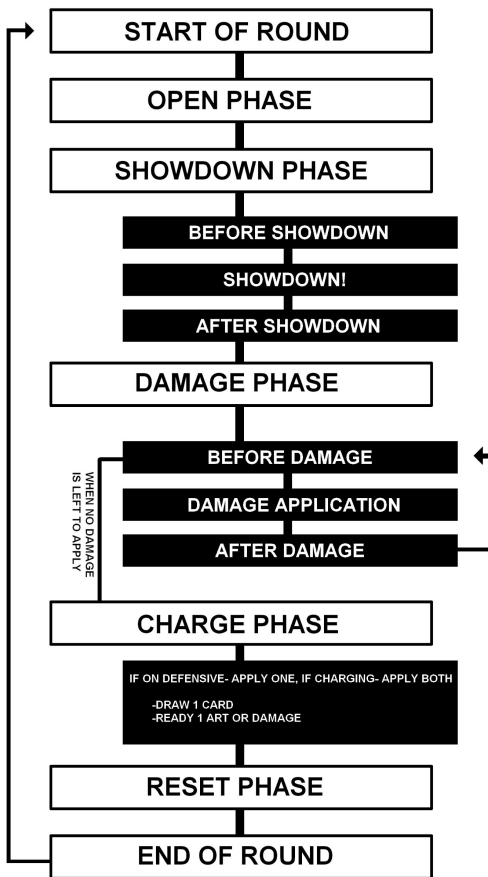 START OF ROUND
OPEN PHASE
SHOWDOWN PHASE
BEFORE SHOWDOWN
SHOWDOWN!
AFTER SHOWDOWN
DAMAGE PHASE
BEFORE DAMAGE
DAMAGE APPLICATION
AFTER DAMAGE
WHEN NO DAMAGE
IS LEFT TO APPLY
CHARGE PHASE
IF ON DEFENSIVE- APPLY ONE, IF CHARGING- APPLY BOTH
-DRAW 1 CARD
-READY 1 ART OR DAMAGE
RESET PHASE
END OF ROUND